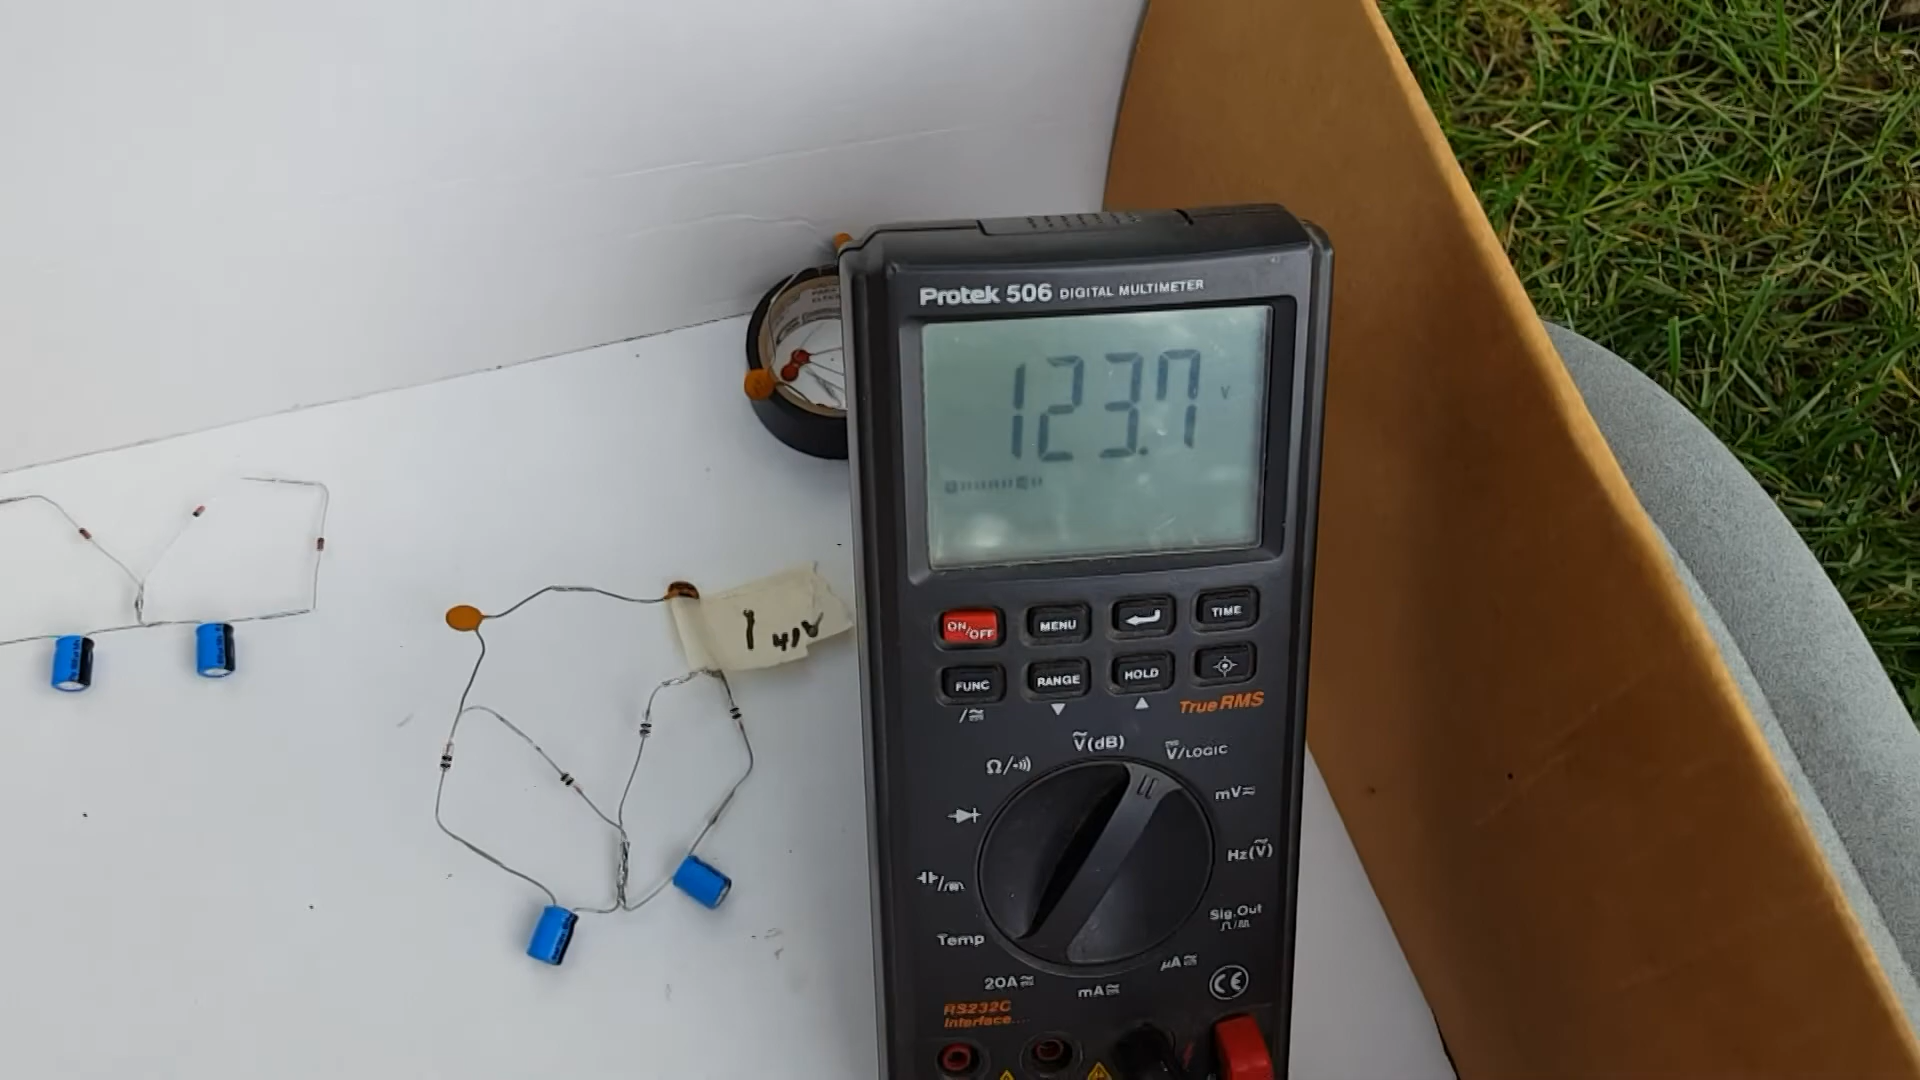 Protek 506 DIGITAL MULTIMETER
123.7 V
ON/OFF MENU TIME
FUNC RANGE HOLD
True RMS
V(dB)
V/LOGIC
Ω
mV
Hz(V)
Sig.Out
Temp
µA
20A
mA
CE
RS232C
Interface....
1